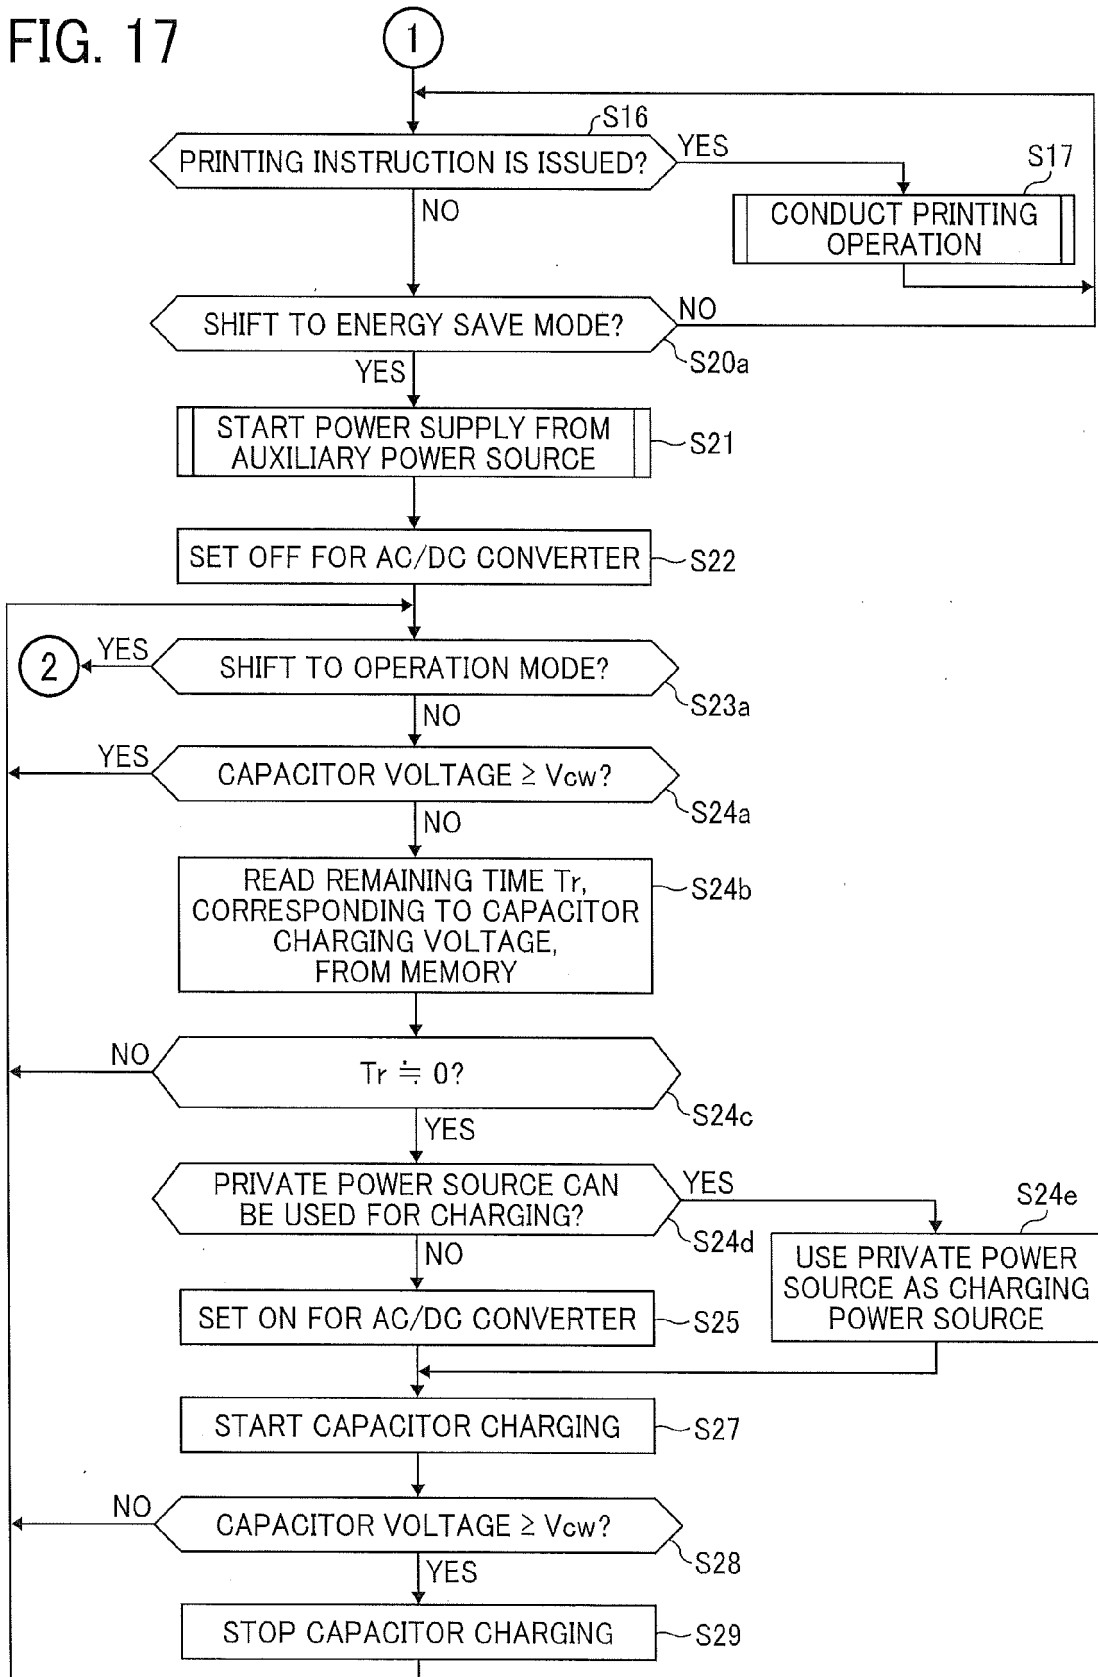 FIG. 17
1
S16
PRINTING INSTRUCTION IS ISSUED?
YES
NO
S17
CONDUCT PRINTING
OPERATION
SHIFT TO ENERGY SAVE MODE?
NO
S20a
YES
START POWER SUPPLY FROM
AUXILIARY POWER SOURCE
S21
SET OFF FOR AC/DC CONVERTER
S22
2
YES
SHIFT TO OPERATION MODE?
S23a
NO
YES
CAPACITOR VOLTAGE ≧ Vcw?
S24a
NO
READ REMAINING TIME Tr,
CORRESPONDING TO CAPACITOR
CHARGING VOLTAGE,
FROM MEMORY
S24b
NO
Tr ≒ 0?
S24c
YES
PRIVATE POWER SOURCE CAN
BE USED FOR CHARGING?
YES
S24d
NO
S24e
USE PRIVATE POWER
SOURCE AS CHARGING
POWER SOURCE
SET ON FOR AC/DC CONVERTER
S25
START CAPACITOR CHARGING
S27
NO
CAPACITOR VOLTAGE ≧ Vcw?
S28
YES
STOP CAPACITOR CHARGING
S29